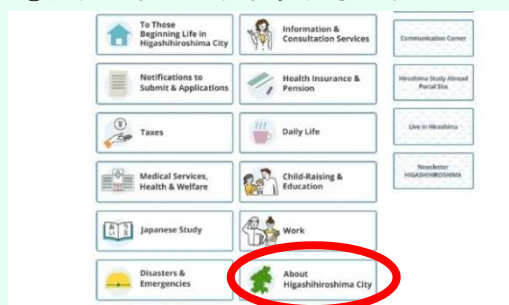 To Those
Beginning Life in
Higashihiroshima City
Information &
Consultation Services
Communication Corner
Notifications to
Submit & Applications
Health Insurance &
Pension
Hiroshima Study Abroad
Portal Site
Taxes
Daily Life
Live in Hiroshima
Medical Services,
Health & Welfare
Child-Raising &
Education
Newsletter
HIGASHIHIROSHIMA
Japanese Study
Work
Disasters &
Emergencies
About
Higashihiroshima City